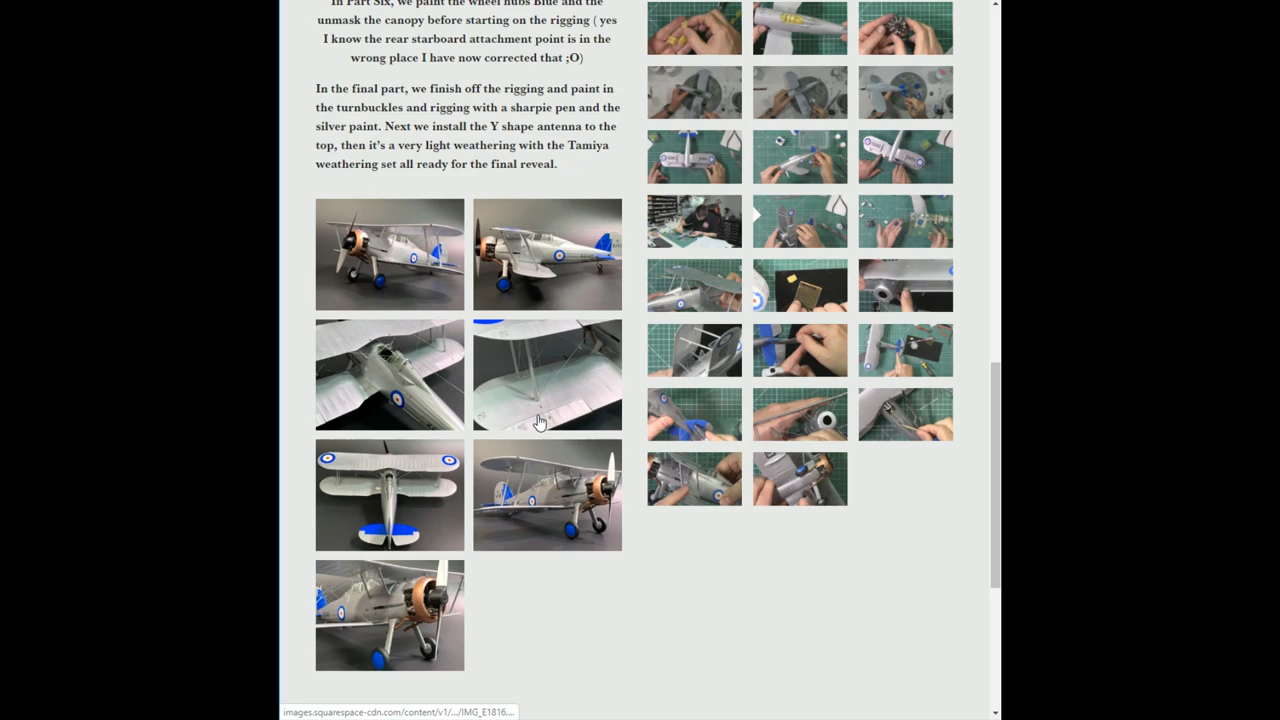 In Part Six, we paint the wheel hubs Blue and the
unmask the canopy before starting on the rigging ( yes
I know the rear starboard attachment point is in the
wrong place I have now corrected that ;O)
In the final part, we finish off the rigging and paint in
the turnbuckles and rigging with a sharpie pen and the
silver paint. Next we install the Y shape antenna to the
top, then it’s a very light weathering with the Tamiya
weathering set all ready for the final reveal.
images.squarespace-cdn.com/content/v1/.../IMG_E1816....